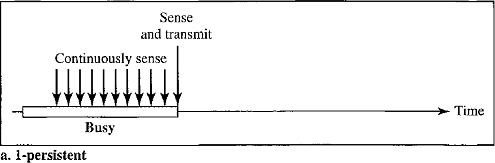 Sense
and transmit
Continuously sense
Time
Busy
a. 1-persistent